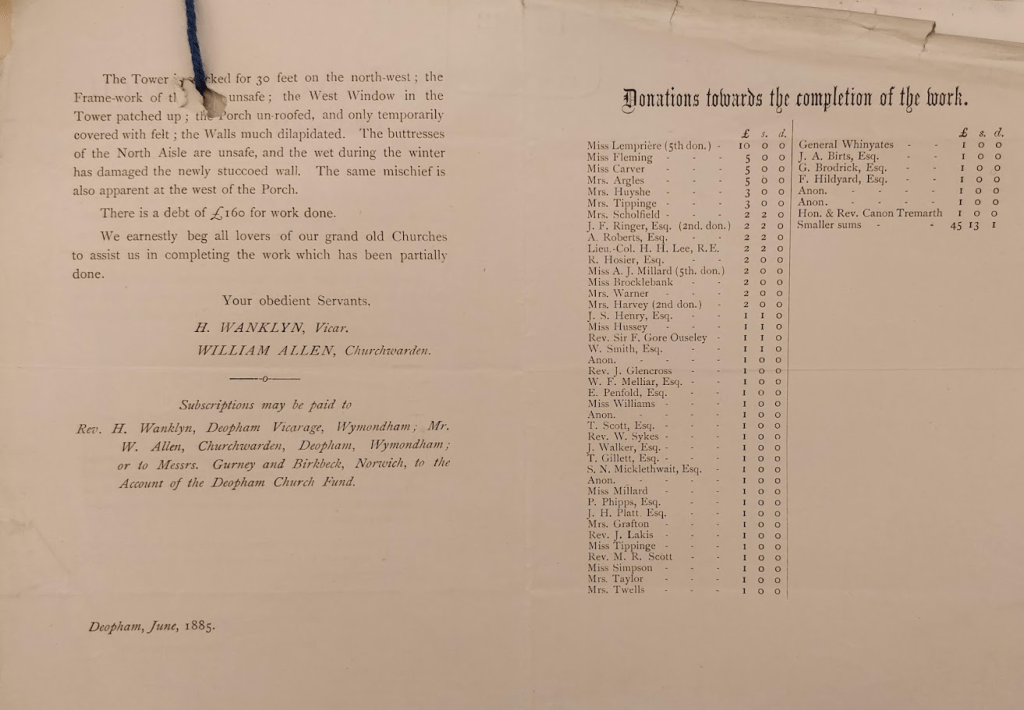 The Tower for 30 feet on the north-west ; the
Frame-work of unsafe ; the West Window in the
Tower patched up ; the Porch un-roofed, and only temporarily
covered with felt ; the Walls much dilapidated. The buttresses
of the North Aisle are unsafe, and the wet during the winter
has damaged the newly stuccoed wall. The same mischief is
also apparent at the west of the Porch.
There is a debt of £160 for work done.
We earnestly beg all lovers of our grand old Churches
to assist us in completing the work which has been partially
done.
Your obedient Servants,
H. WANKLYN, Vicar.
WILLIAM ALLEN, Churchwarden.
Subscriptions may be paid to
Rev. H. Wanklyn, Deopham Vicarage, Wymondham ; Mr.
W. Allen, Churchwarden, Deopham, Wymondham ;
or to Messrs. Gurney and Birkbeck, Norwich, to the
Account of the Deopham Church Fund.
Deopham, June, 1885.
Donations towards the completion of the work.
£ s. d.
Miss Lemprière (5th don.) - 10 0 0
Miss Fleming - - - 5 0 0
Miss Carver - - - 5 0 0
Mrs. Argles - - - 5 0 0
Mrs. Huyshe - - - 3 0 0
Mrs. Tippinge - - - 3 0 0
Mrs. Scholfield - - - 2 2 0
J. F. Ringer, Esq. (2nd. don.) 2 2 0
A. Roberts, Esq. - - 2 2 0
Lieu.-Col. H. H. Lee, R.E. 2 2 0
R. Hosier, Esq. - - 2 0 0
Miss A. J. Millard (5th. don.) 2 0 0
Miss Brocklebank - - 2 0 0
Mrs. Warner - - - 2 0 0
Mrs. Harvey (2nd don.) - 2 0 0
J. S. Henry, Esq. - - 1 1 0
Miss Hussey - - - 1 1 0
Rev. Sir F. Gore Ouseley - 1 1 0
W. Smith, Esq. - - 1 1 0
Anon. - - - - 1 0 0
Rev. J. Glencross - - 1 0 0
W. F. Melliar, Esq. - - 1 0 0
E. Penfold, Esq. - - 1 0 0
Miss Williams - - - 1 0 0
Anon. - - - - 1 0 0
T. Scott, Esq. - - - 1 0 0
Rev. W. Sykes - - - 1 0 0
J. Walker, Esq. - - - 1 0 0
T. Gillett, Esq. - - - 1 0 0
S. N. Micklethwait, Esq. - 1 0 0
Anon. - - - - 1 0 0
Miss Millard - - - 1 0 0
P. Phipps, Esq. - - 1 0 0
J. H. Platt, Esq. - - 1 0 0
Mrs. Grafton - - - 1 0 0
Rev. J. Lakis - - - 1 0 0
Miss Tippinge - - - 1 0 0
Rev. M. R. Scott - - 1 0 0
Miss Simpson - - - 1 0 0
Mrs. Taylor - - - 1 0 0
Mrs. Twells - - - 1 0 0
£ s. d.
General Whinyates - - 1 0 0
J. A. Birts, Esq. - - 1 0 0
G. Brodrick, Esq. - - 1 0 0
F. Hildyard, Esq. - - 1 0 0
Anon. - - - - 1 0 0
Anon. - - - - 1 0 0
Hon. & Rev. Canon Tremarth 1 0 0
Smaller sums - - 45 13 1